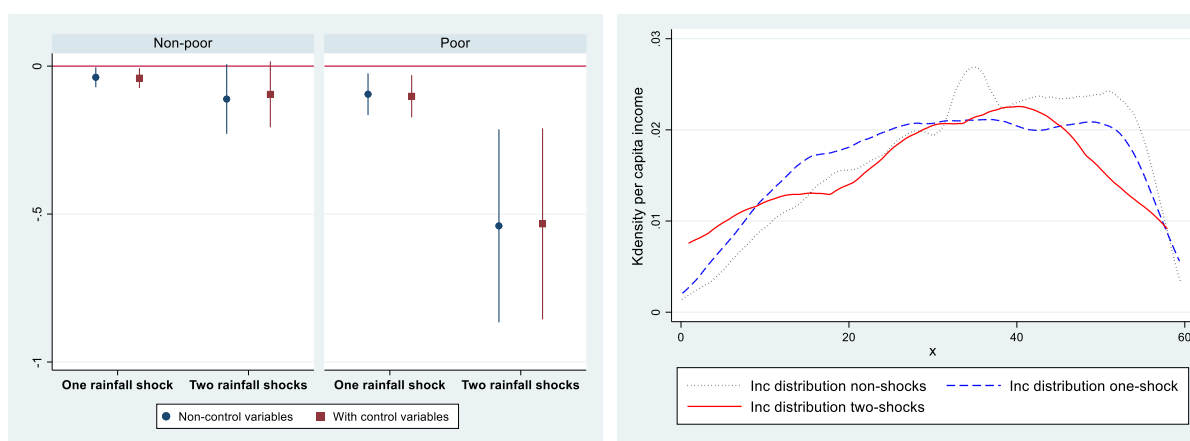 Non-poor
Poor
0
-.5
-1
One rainfall shock
Two rainfall shocks
One rainfall shock
Two rainfall shocks
Non-control variables
With control variables
Kdensity per capita income
.03
.02
.01
0
0
20
40
60
x
Inc distribution non-shocks
Inc distribution one-shock
Inc distribution two-shocks